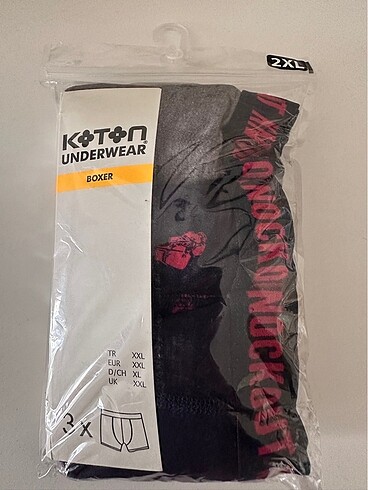 2XL
KOTON
UNDERWEAR
BOXER
TR XXL
EUR XXL
D/CH XL
UK XXL
3 x